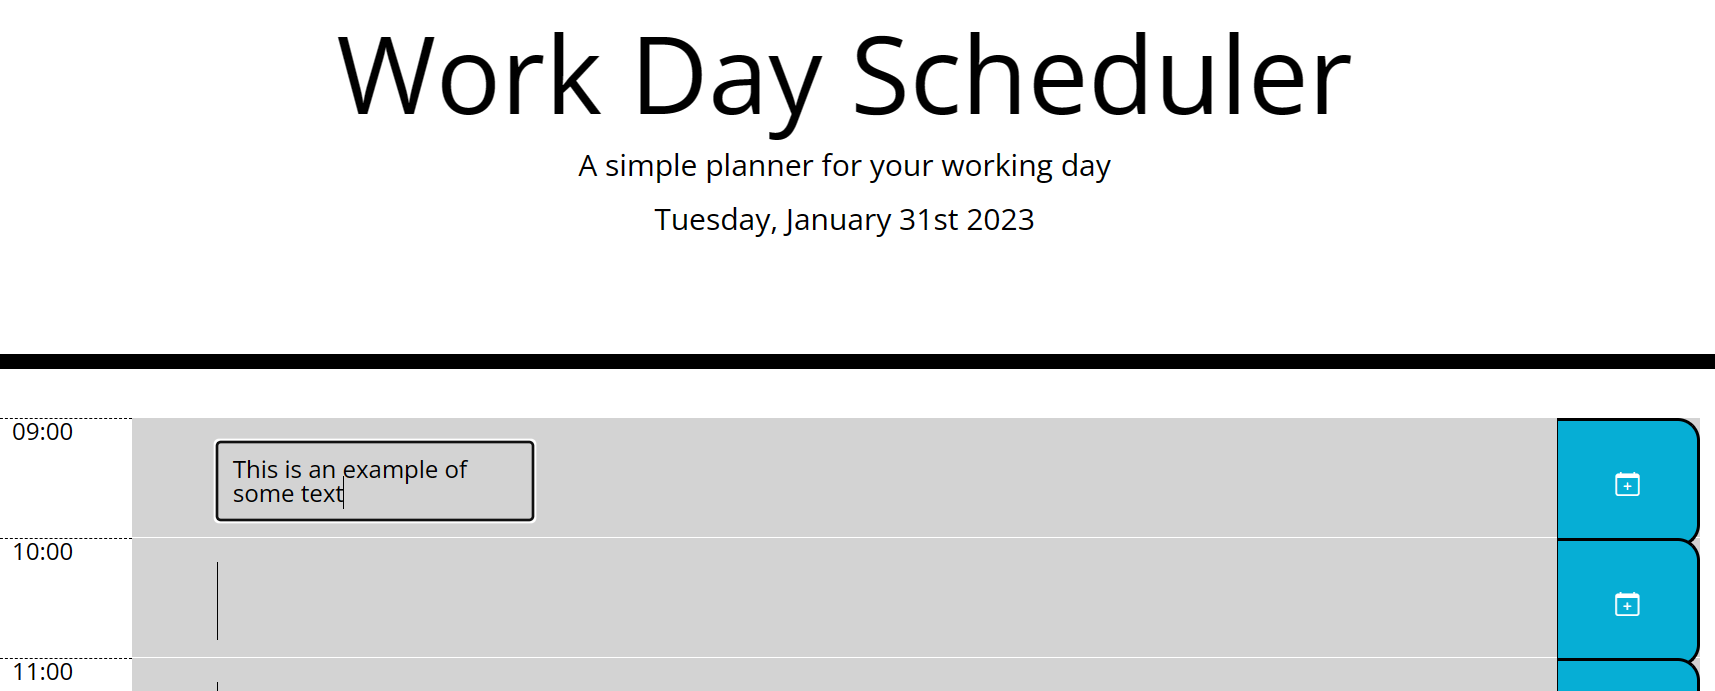 Work Day Scheduler
A simple planner for your working day
Tuesday, January 31st 2023
09:00
This is an example of
some text
10:00
11:00